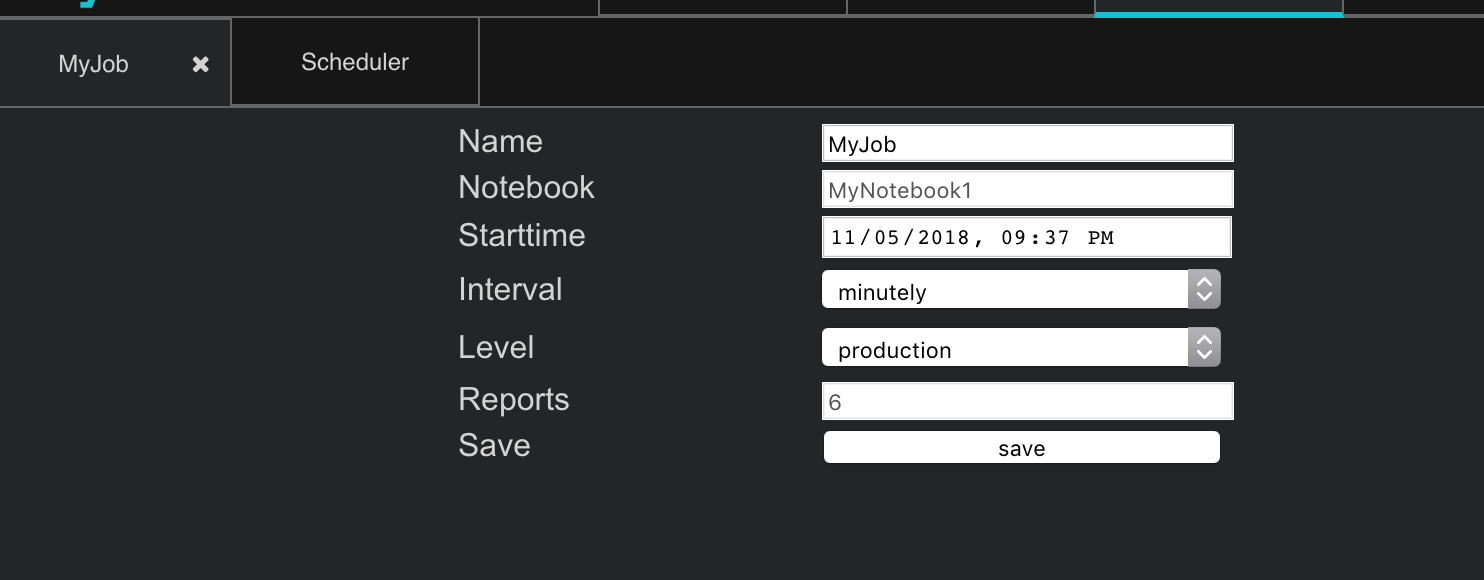 MyJob ✖ Scheduler
Name MyJob
Notebook MyNotebook1
Starttime 11/05/2018, 09:37 PM
Interval minutely
Level production
Reports 6
Save save